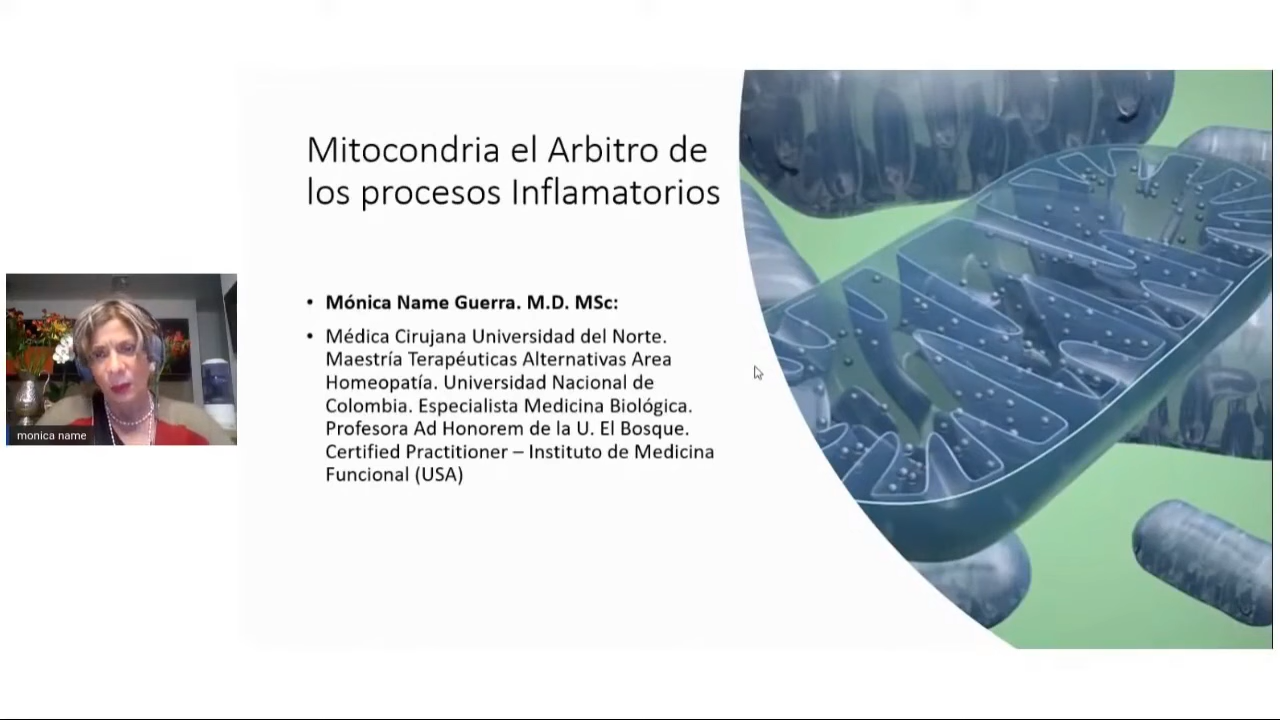 Mitocondria el Arbitro de
los procesos Inflamatorios
• Mónica Name Guerra. M.D. MSc:
• Médica Cirujana Universidad del Norte.
Maestría Terapéuticas Alternativas Area
Homeopatía. Universidad Nacional de
Colombia. Especialista Medicina Biológica.
Profesora Ad Honorem de la U. El Bosque.
Certified Practitioner – Instituto de Medicina
Funcional (USA)
monica name